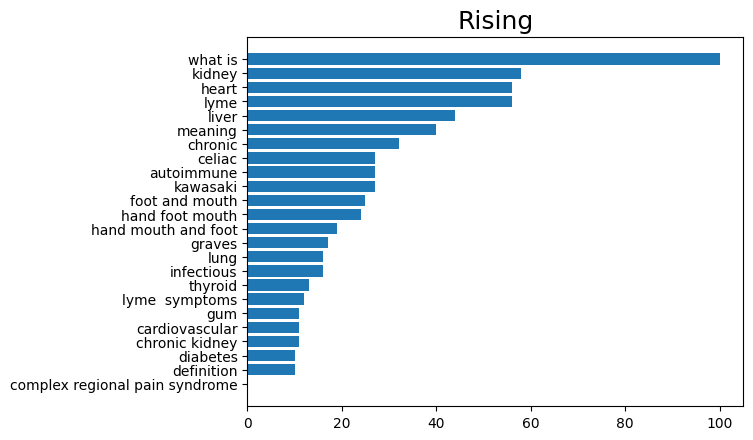 Rising
what is
kidney
heart
lyme
liver
meaning
chronic
celiac
autoimmune
kawasaki
foot and mouth
hand foot mouth
hand mouth and foot
graves
lung
infectious
thyroid
lyme  symptoms
gum
cardiovascular
chronic kidney
diabetes
definition
complex regional pain syndrome
0 20 40 60 80 100